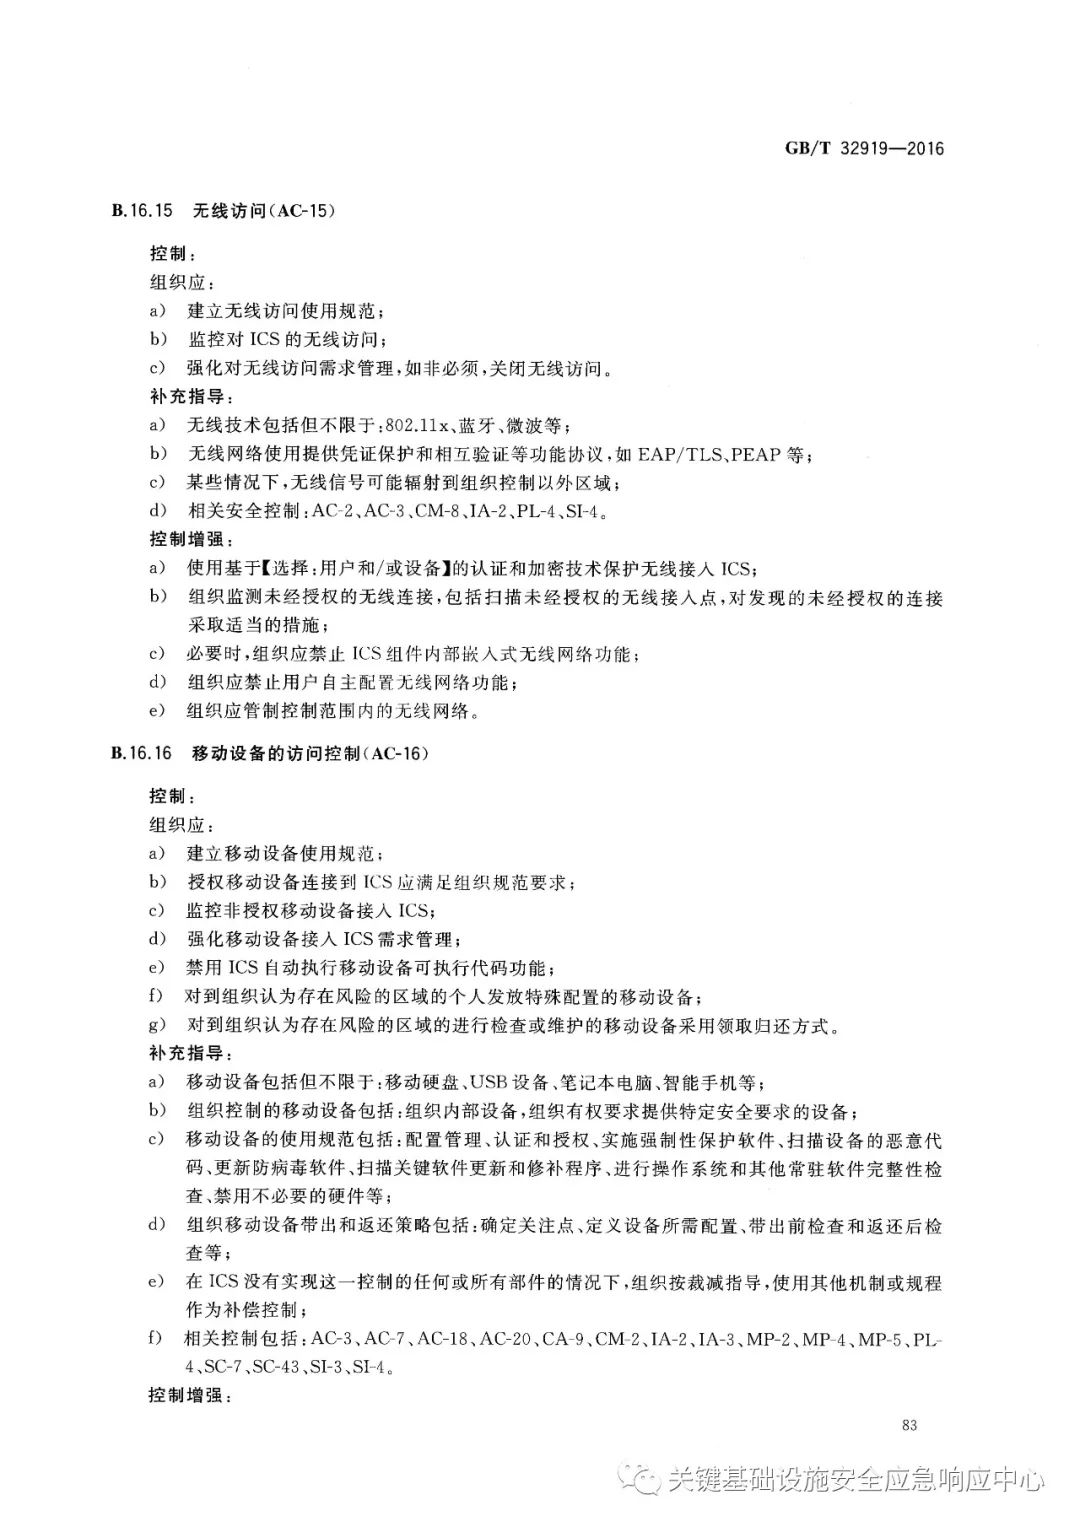 GB/T 32919—2016
B.16.15 无线访问(AC-15)
控制:
组织应:
a) 建立无线访问使用规范;
b) 监控对 ICS 的无线访问;
c) 强化对无线访问需求管理,如非必须,关闭无线访问。
补充指导:
a) 无线技术包括但不限于:802.11x、蓝牙、微波等;
b) 无线网络使用提供凭证保护和相互验证等功能协议,如 EAP/TLS、PEAP 等;
c) 某些情况下,无线信号可能辐射到组织控制以外区域;
d) 相关安全控制:AC-2、AC-3、CM-8、IA-2、PL-4、SI-4。
控制增强:
a) 使用基于【选择:用户和/或设备】的认证和加密技术保护无线接入 ICS;
b) 组织监测未经授权的无线连接,包括扫描未经授权的无线接入点,对发现的未经授权的连接
采取适当的措施;
c) 必要时,组织应禁止 ICS 组件内部嵌入式无线网络功能;
d) 组织应禁止用户自主配置无线网络功能;
e) 组织应管制控制范围内的无线网络。
B.16.16 移动设备的访问控制(AC-16)
控制:
组织应:
a) 建立移动设备使用规范;
b) 授权移动设备连接到 ICS 应满足组织规范要求;
c) 监控非授权移动设备接入 ICS;
d) 强化移动设备接入 ICS 需求管理;
e) 禁用 ICS 自动执行移动设备可执行代码功能;
f) 对到组织认为存在风险的区域的个人发放特殊配置的移动设备;
g) 对到组织认为存在风险的区域的进行检查或维护的移动设备采用领取归还方式。
补充指导:
a) 移动设备包括但不限于:移动硬盘、USB 设备、笔记本电脑、智能手机等;
b) 组织控制的移动设备包括:组织内部设备,组织有权要求提供特定安全要求的设备;
c) 移动设备的使用规范包括:配置管理、认证和授权、实施强制性保护软件、扫描设备的恶意代
码、更新防病毒软件、扫描关键软件更新和修补程序、进行操作系统和其他常驻软件完整性检
查、禁用不必要的硬件等;
d) 组织移动设备带出和返还策略包括:确定关注点、定义设备所需配置、带出前检查和返还后检
查等;
e) 在 ICS 没有实现这一控制的任何或所有部件的情况下,组织按裁减指导,使用其他机制或规程
作为补偿控制;
f) 相关控制包括:AC-3、AC-7、AC-18、AC-20、CA-9、CM-2、IA-2、IA-3、MP-2、MP-4、MP-5、PL-
4、SC-7、SC-43、SI-3、SI-4。
控制增强:
83
关键基础设施安全应急响应中心